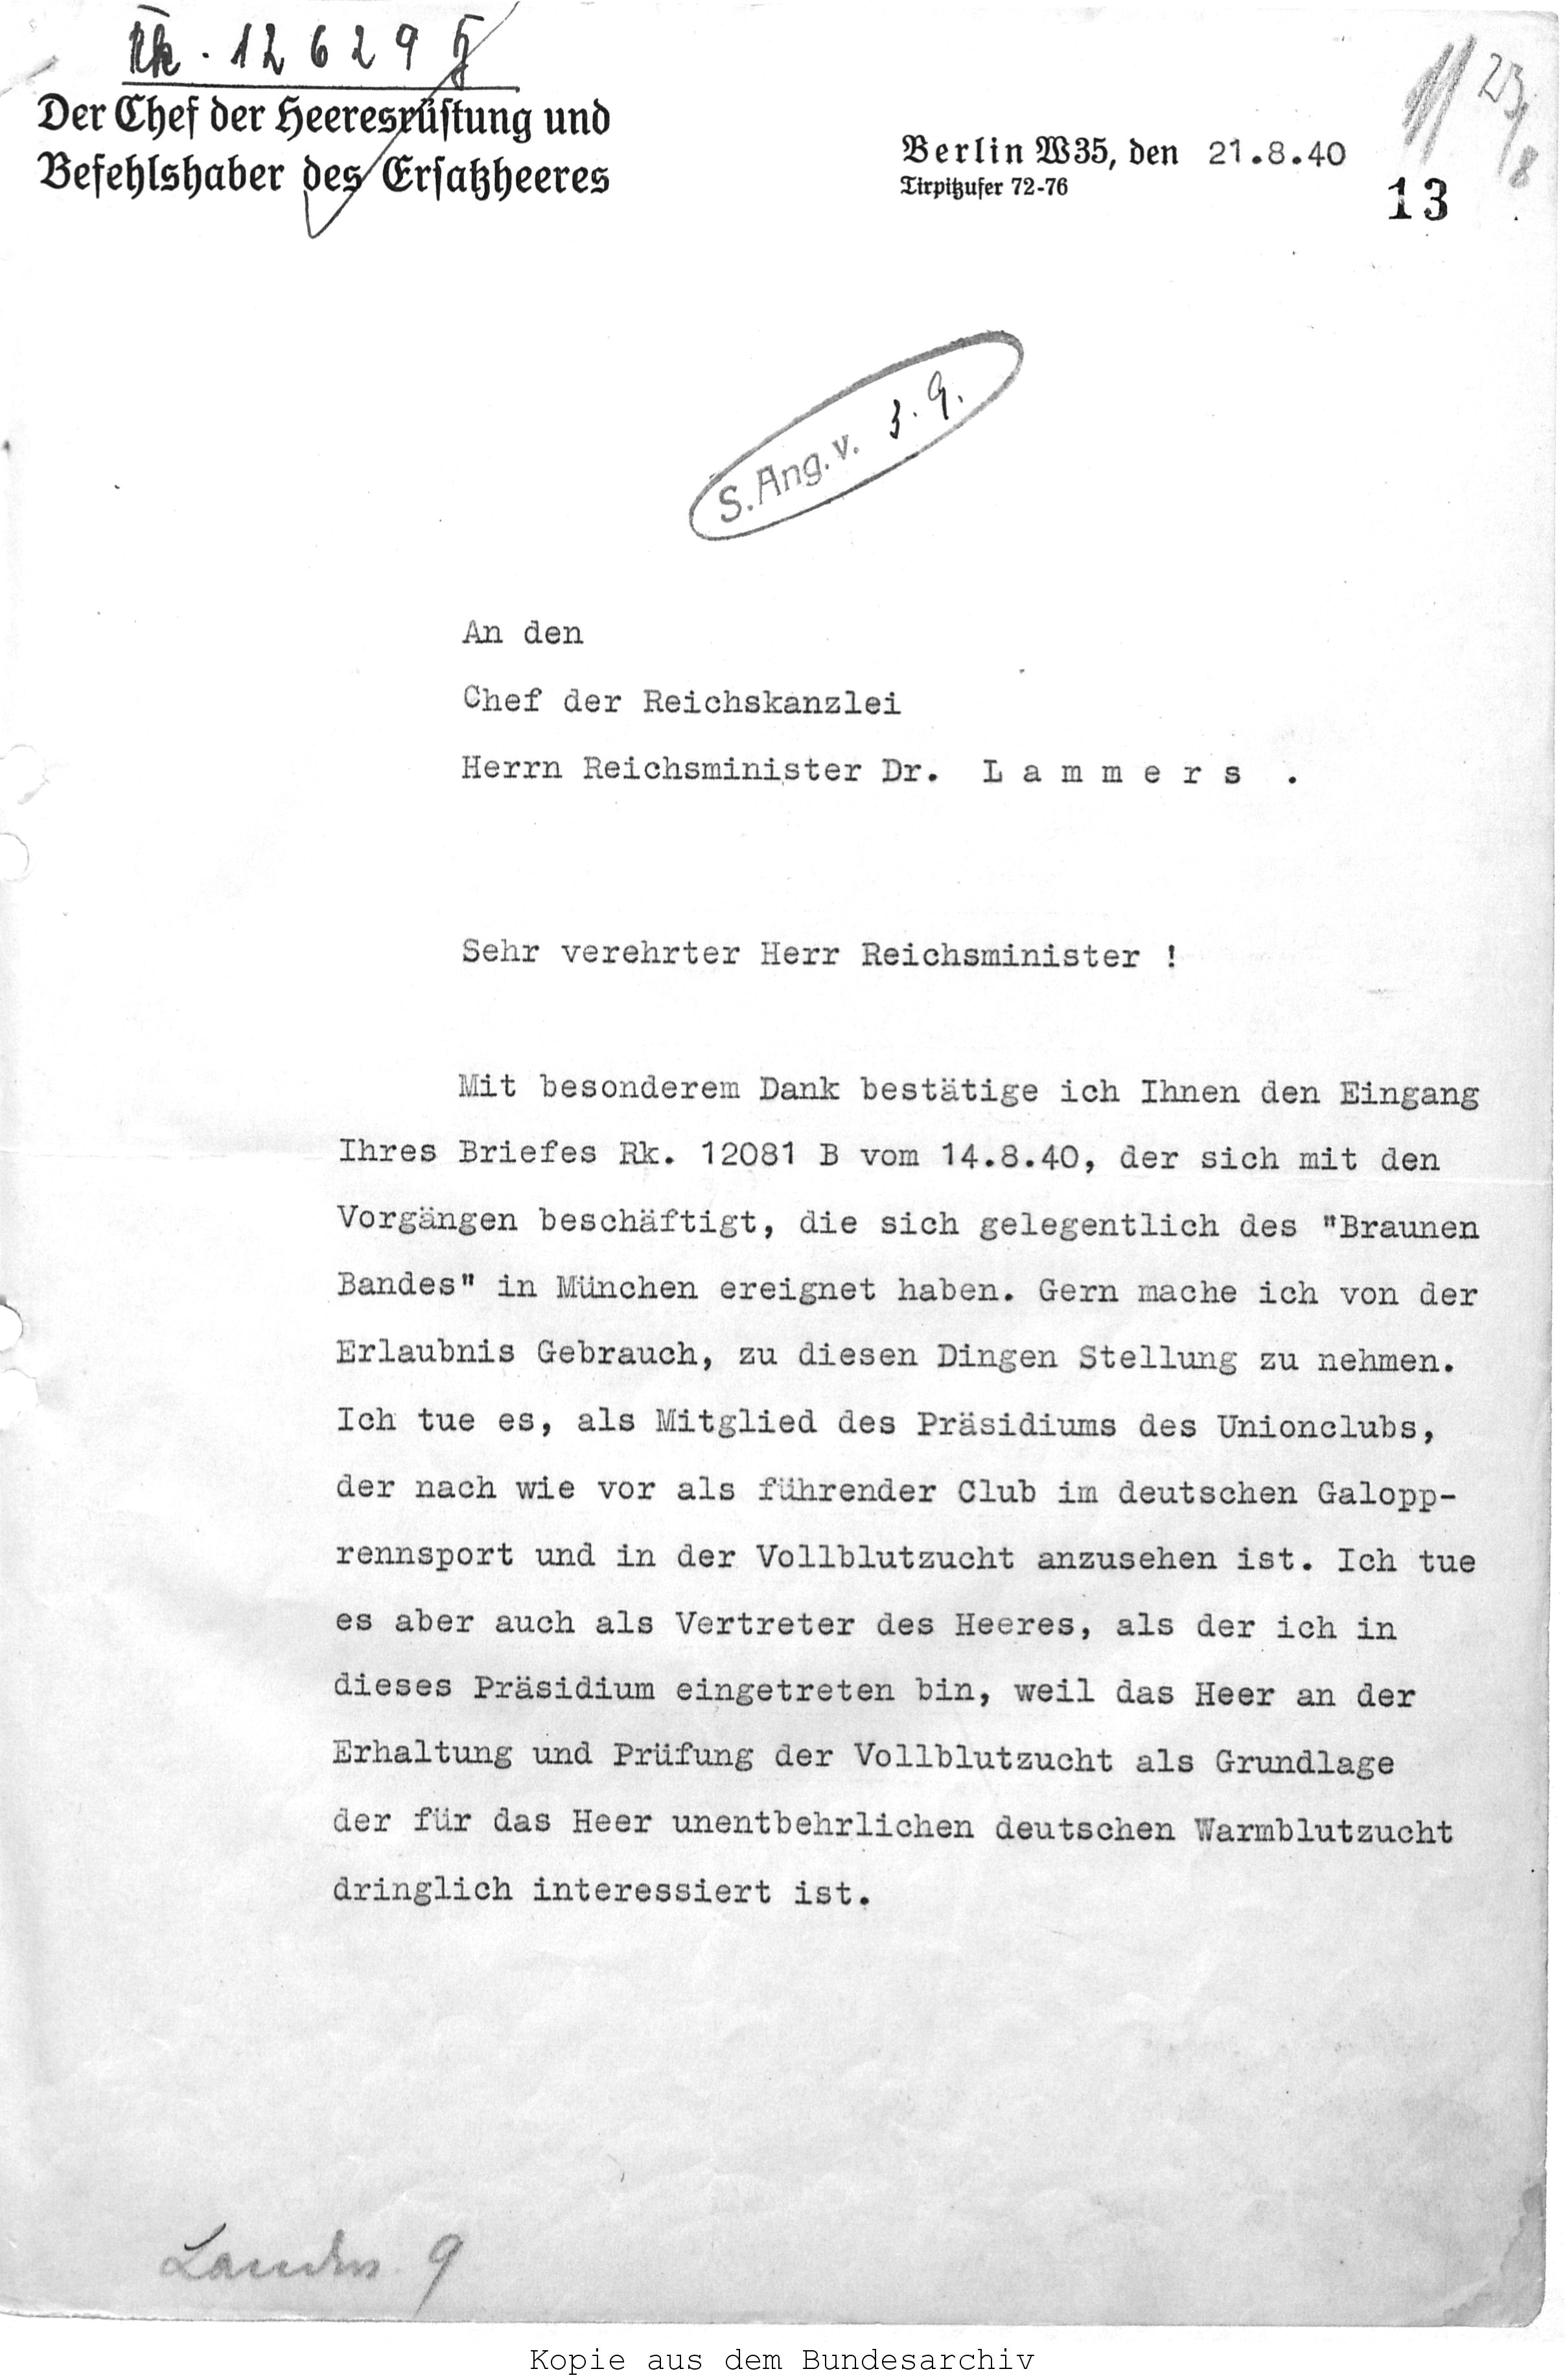 Rk. 12629
Der Chef der Heeresrüstung und
Befehlshaber des Ersatzheeres
Berlin W35, den 21.8.40
Tirpitzufer 72-76
23/8
13
S. Ang. v. 3.9.
An den
Chef der Reichskanzlei
Herrn Reichsminister Dr. L a m m e r s .
Sehr verehrter Herr Reichsminister !
Mit besonderem Dank bestätige ich Ihnen den Eingang
Ihres Briefes Rk. 12081 B vom 14.8.40, der sich mit den
Vorgängen beschäftigt, die sich gelegentlich des "Braunen
Bandes" in München ereignet haben. Gern mache ich von der
Erlaubnis Gebrauch, zu diesen Dingen Stellung zu nehmen.
Ich tue es, als Mitglied des Präsidiums des Unionclubs,
der nach wie vor als führender Club im deutschen Galopp-
rennsport und in der Vollblutzucht anzusehen ist. Ich tue
es aber auch als Vertreter des Heeres, als der ich in
dieses Präsidium eingetreten bin, weil das Heer an der
Erhaltung und Prüfung der Vollblutzucht als Grundlage
der für das Heer unentbehrlichen deutschen Warmblutzucht
dringlich interessiert ist.
9
Kopie aus dem Bundesarchiv